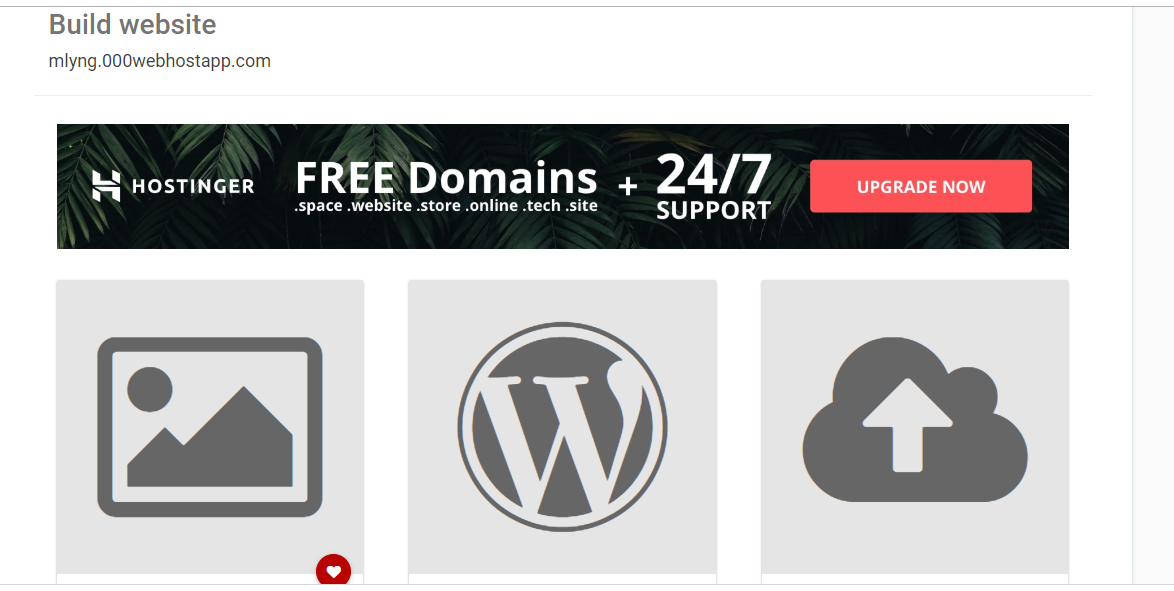 Build website
mlyng.000webhostapp.com
HOSTINGER
FREE Domains
.space .website .store .online .tech .site
+
24/7
SUPPORT
UPGRADE NOW